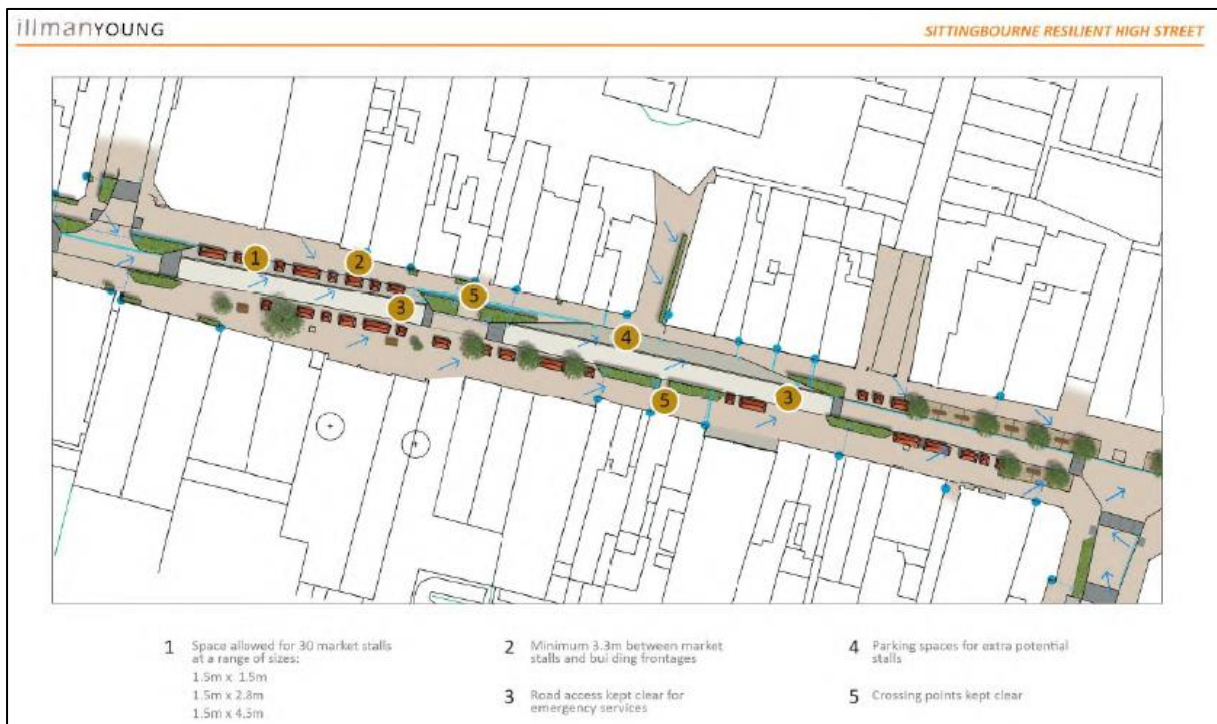 illmanYOUNG
SITTINGBOURNE RESILIENT HIGH STREET
1
2
3
5
4
5
3
1 Space allowed for 30 market stalls
at a range of sizes:
1.5m x 1.5m
1.5m x 2.8m
1.5m x 4.3m
2 Minimum 3.3m between market
stalls and bui ding frontages
3 Road access kept clear for
emergency services
4 Parking spaces for extra potential
stalls
5 Crossing points kept clear